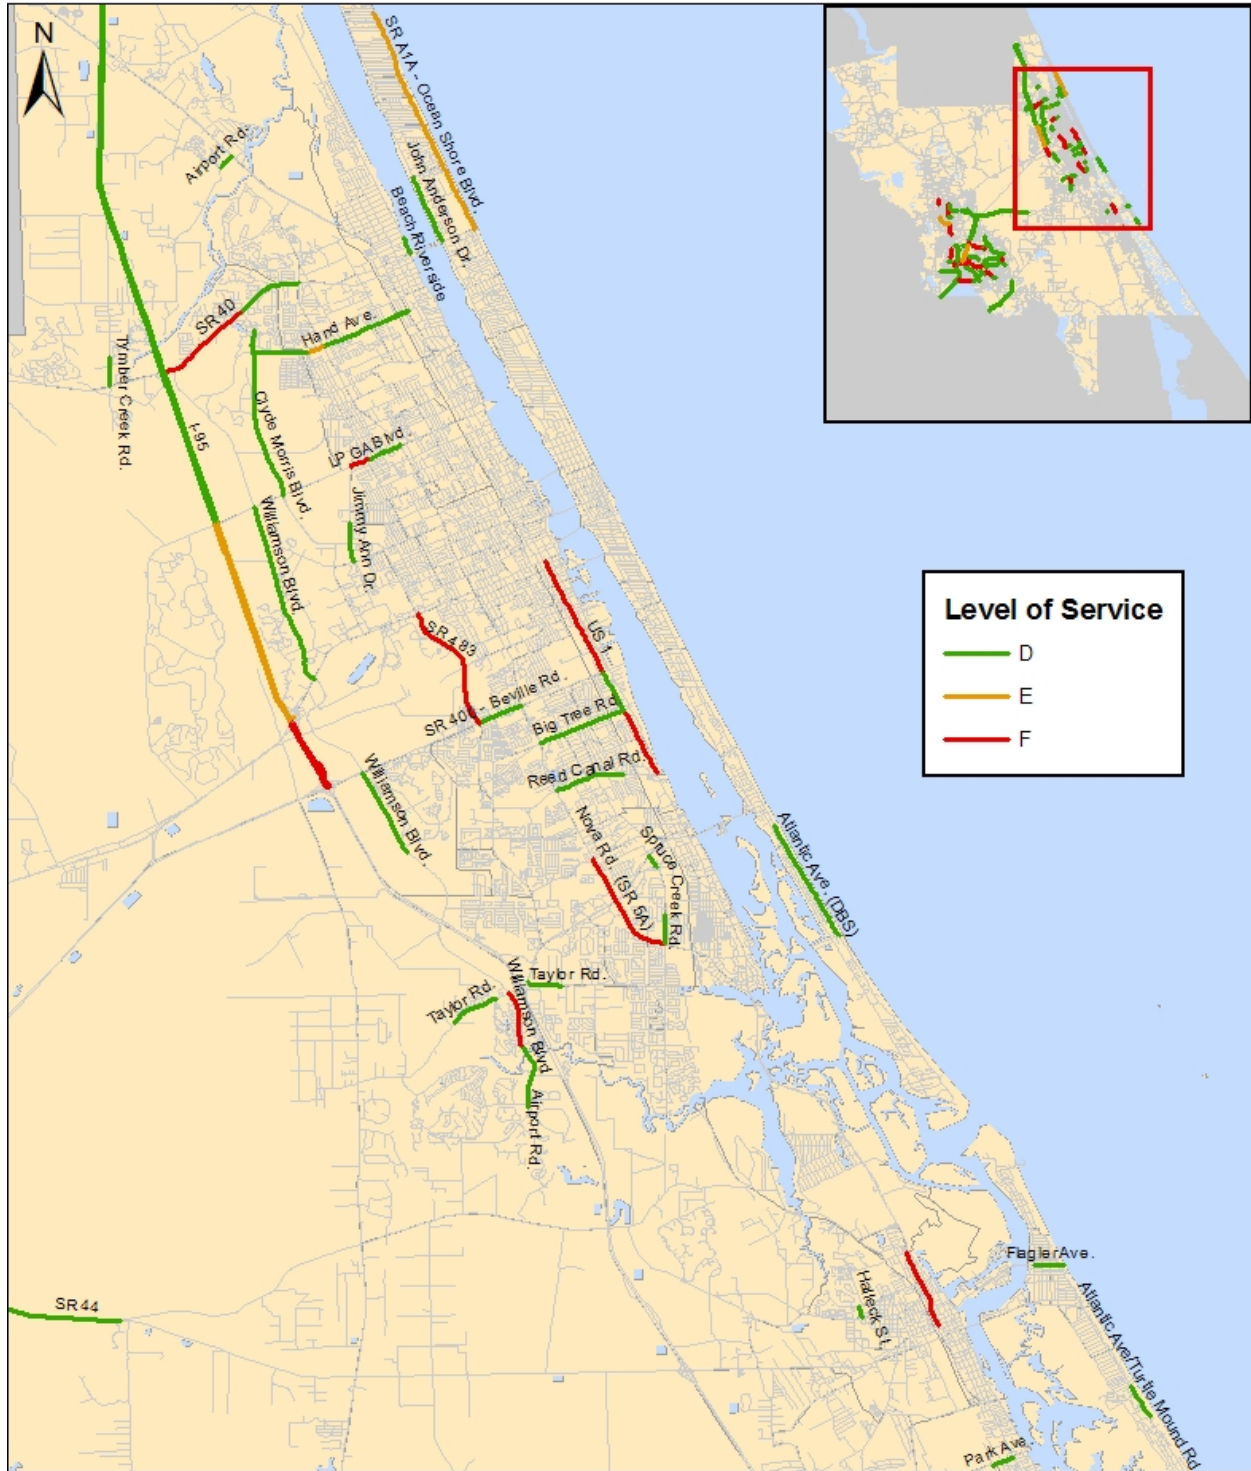 N
SR A1A - Ocean Shore Blvd.
Airport Rd.
John Anderson Dr.
Beach/Riverside
SR 40
Hand Ave.
Tymber Creek Rd.
I-95
Clyde Morris Blvd.
LPGA Blvd.
Williamson Blvd.
Jimmy Ann Dr.
Level of Service
D
E
F
US 1
SR 483
SR 400 - Beville Rd.
Big Tree Rd.
Reed Canal Rd.
Williamson Blvd.
Nova Rd. (SR 5A)
Spruce Creek Rd.
Atlantic Ave. (DBS)
Taylor Rd.
Williamson Blvd
Taylor Rd.
Airport Rd.
Flagler Ave.
Halleck St.
SR 44
Atlantic Ave/Turtle Mound Rd
Park Ave.